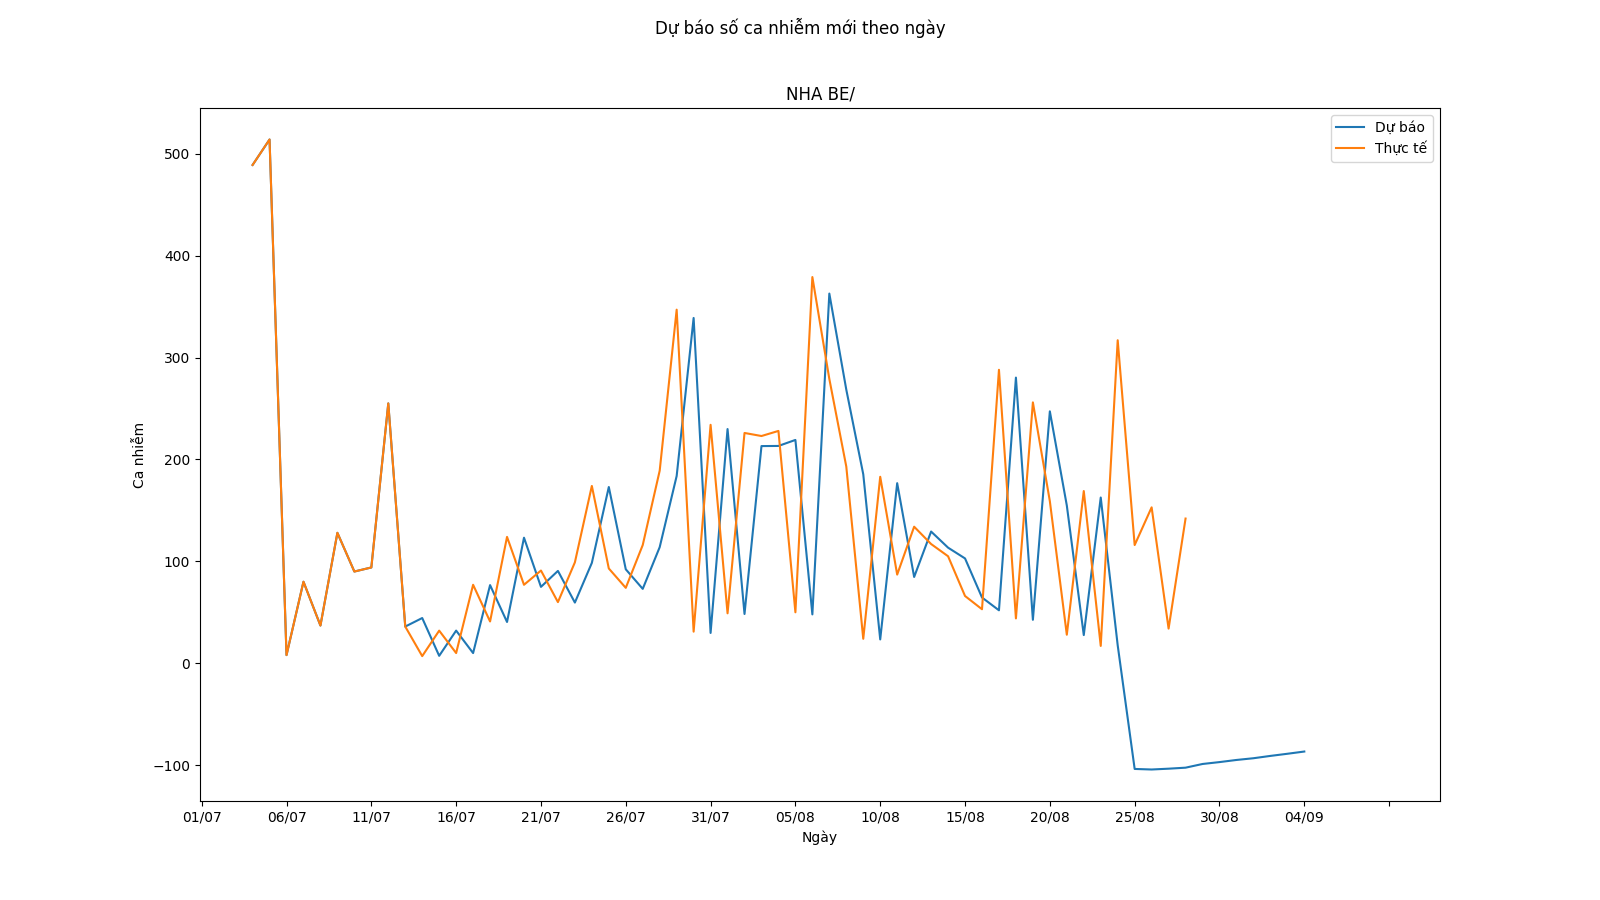 Dự báo số ca nhiễm mới theo ngày
NHA BE/
Dự báo
Thực tế
Ca nhiễm
500
400
300
200
100
0
−100
01/07 06/07 11/07 16/07 21/07 26/07 31/07 05/08 10/08 15/08 20/08 25/08 30/08 04/09
Ngày